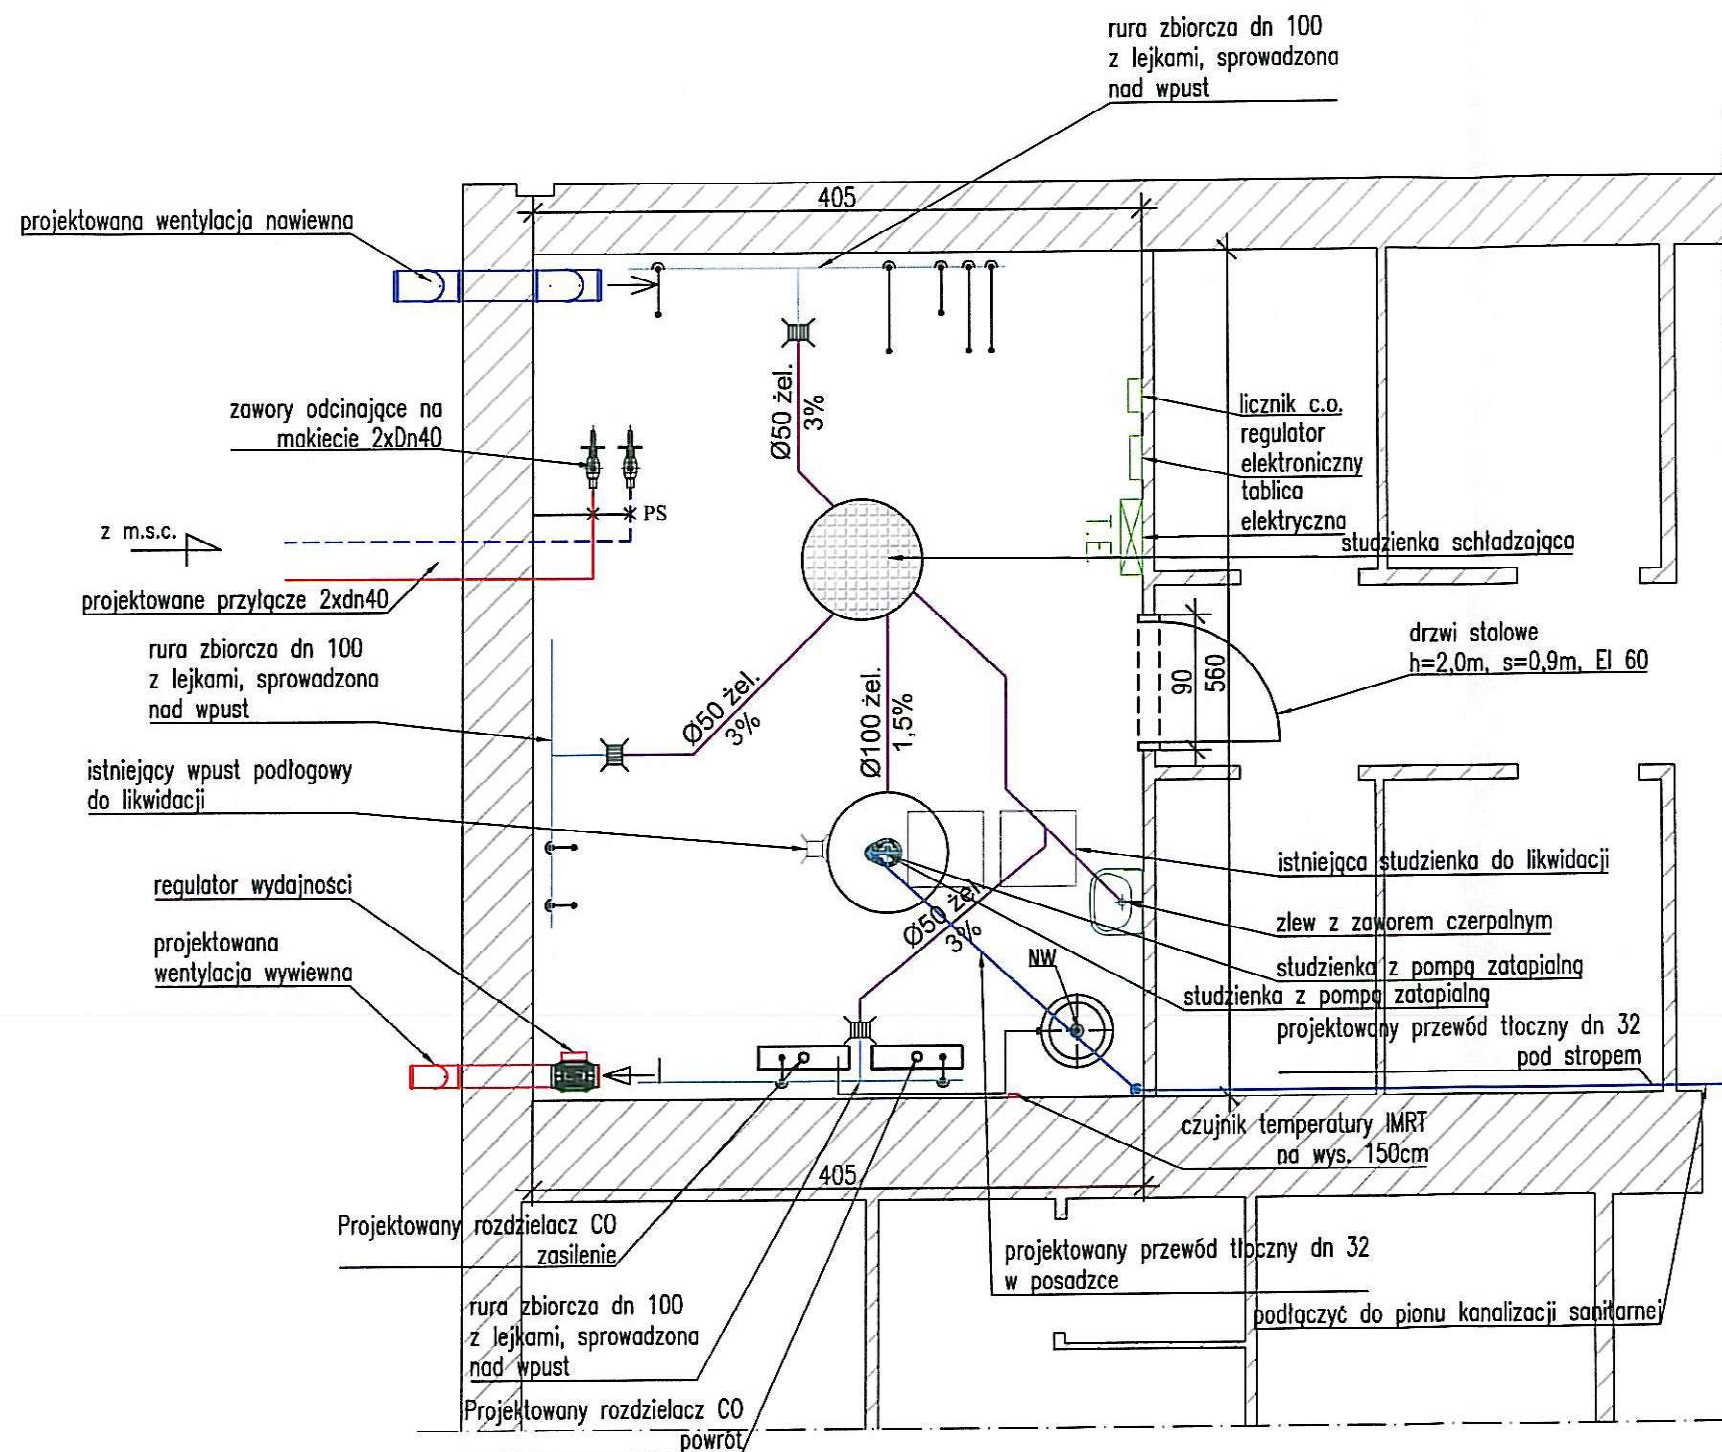 rura zbiorcza dn 100
z lejkami, sprowadzona
nad wpust
405
projektowana wentylacja nawiewna
zawory odcinające na
makiecie 2xDn40
Ø50 żel.
3%
licznik c.o.
regulator
elektroniczny
tablica
elektryczna
PS
z m.s.c.
studzienka schładzająca
projektowane przyłącze 2xdn40
rura zbiorcza dn 100
z lejkami, sprowadzona
nad wpust
drzwi stalowe
h=2,0m, s=0,9m, EI 60
90
560
Ø50 żel.
3%
Ø100 żel.
1,5%
istniejący wpust podłogowy
do likwidacji
istniejąca studzienka do likwidacji
regulator wydajności
zlew z zaworem czerpalnym
Ø50 żel.
3%
projektowana
wentylacja wywiewna
NW
studzienka z pompą zatapialną
studzienka z pompą zatapialną
projektowany przewód tłoczny dn 32
pod stropem
czujnik temperatury IMRT
na wys. 150cm
405
Projektowany rozdzielacz CO
zasilenie
projektowany przewód tłoczny dn 32
w posadzce
rura zbiorcza dn 100
z lejkami, sprowadzona
nad wpust
podłączyć do pionu kanalizacji sanitarnej
Projektowany rozdzielacz CO
powrót